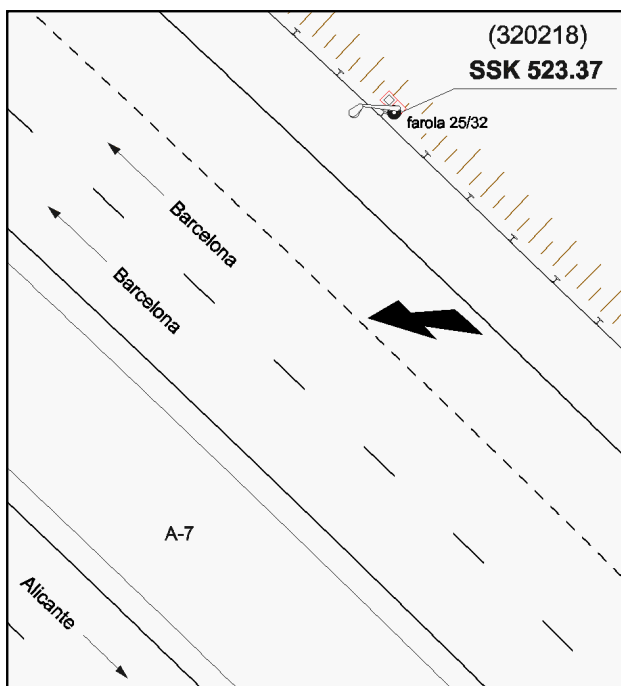 (320218)
SSK 523.37
farola 25/32
Barcelona
Barcelona
A-7
Alicante